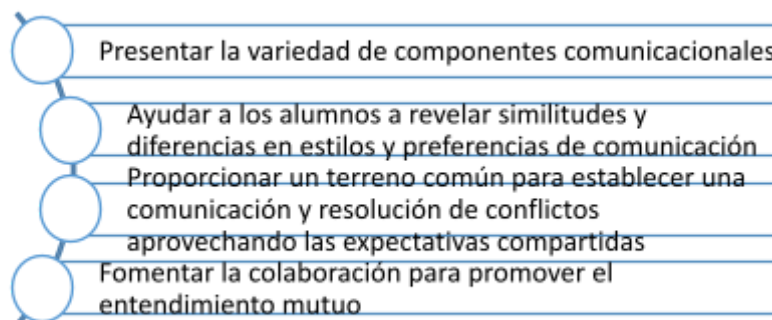 Presentar la variedad de componentes comunicacionales
Ayudar a los alumnos a revelar similitudes y
diferencias en estilos y preferencias de comunicación
Proporcionar un terreno común para establecer una
comunicación y resolución de conflictos
aprovechando las expectativas compartidas
Fomentar la colaboración para promover el
entendimiento mutuo